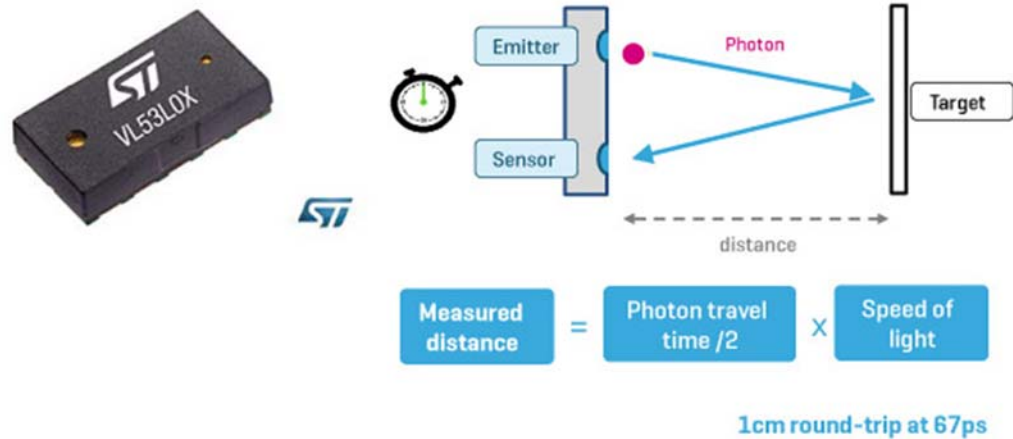 ST
VL53L0X
ST
Emitter
Photon
Target
Sensor
distance
Measured
distance
=
Photon travel
time /2
x
Speed of
light
1cm round-trip at 67ps